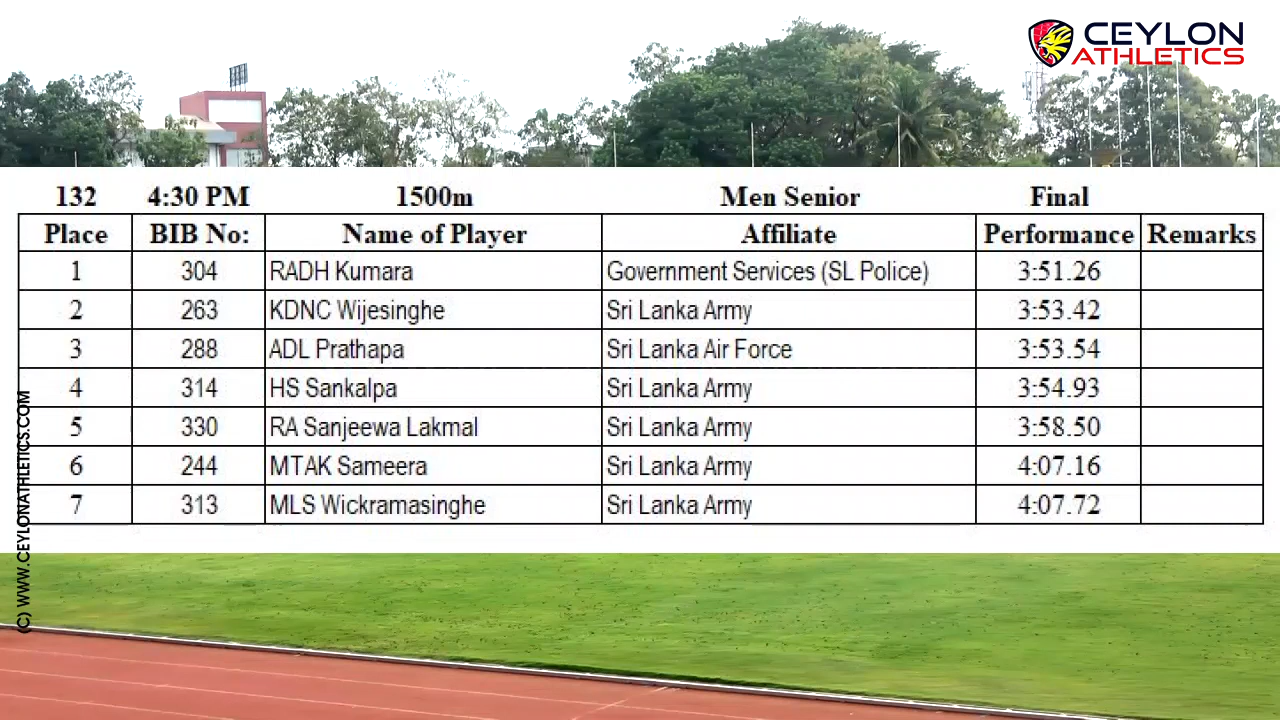 CEYLON
ATHLETICS
132 4:30 PM 1500m Men Senior Final
Place BIB No: Name of Player Affiliate Performance Remarks
1 304 RADH Kumara Government Services (SL Police) 3:51.26
2 263 KDNC Wijesinghe Sri Lanka Army 3:53.42
3 288 ADL Prathapa Sri Lanka Air Force 3:53.54
4 314 HS Sankalpa Sri Lanka Army 3:54.93
5 330 RA Sanjeewa Lakmal Sri Lanka Army 3:58.50
6 244 MTAK Sameera Sri Lanka Army 4:07.16
7 313 MLS Wickramasinghe Sri Lanka Army 4:07.72
(C) WWW.CEYLONATHLETICS.COM